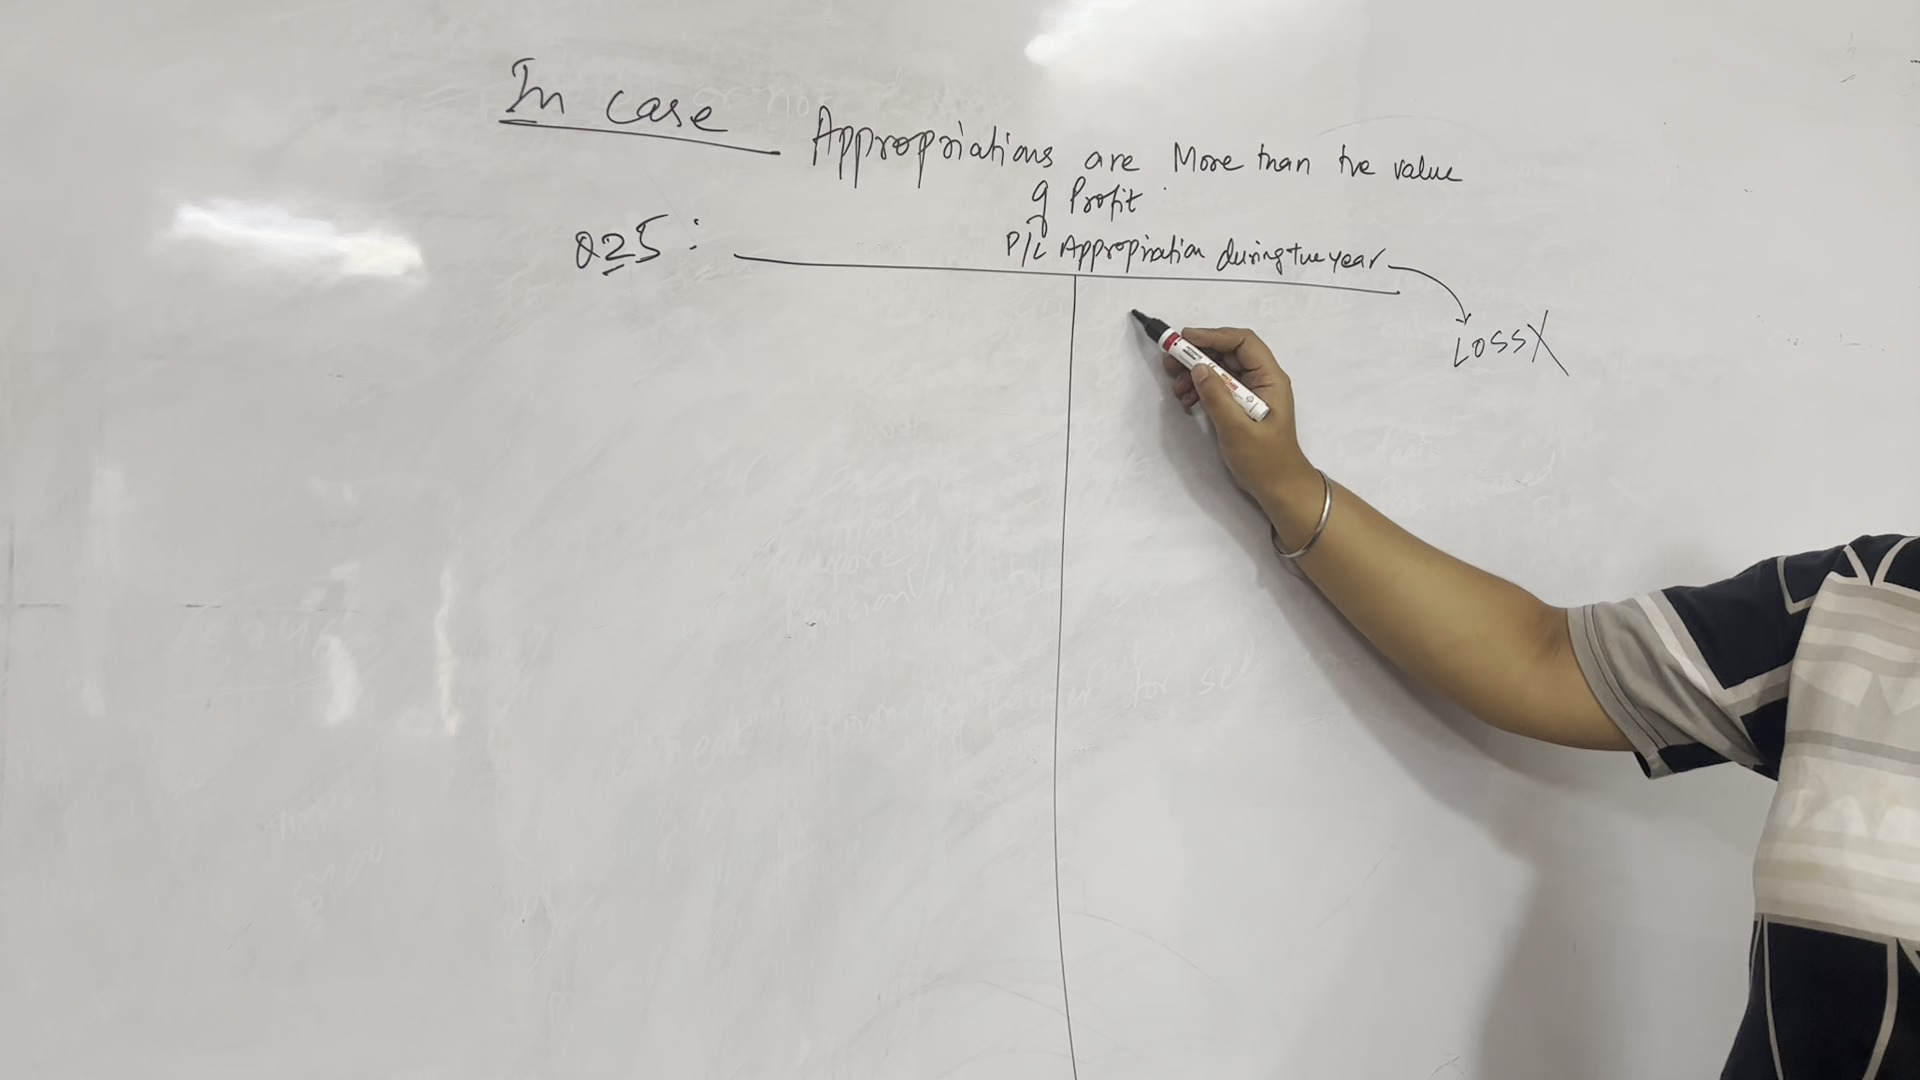 In case Appropriations are More than the value
of Profit
Q25: P/L Appropriation during the year
Loss X